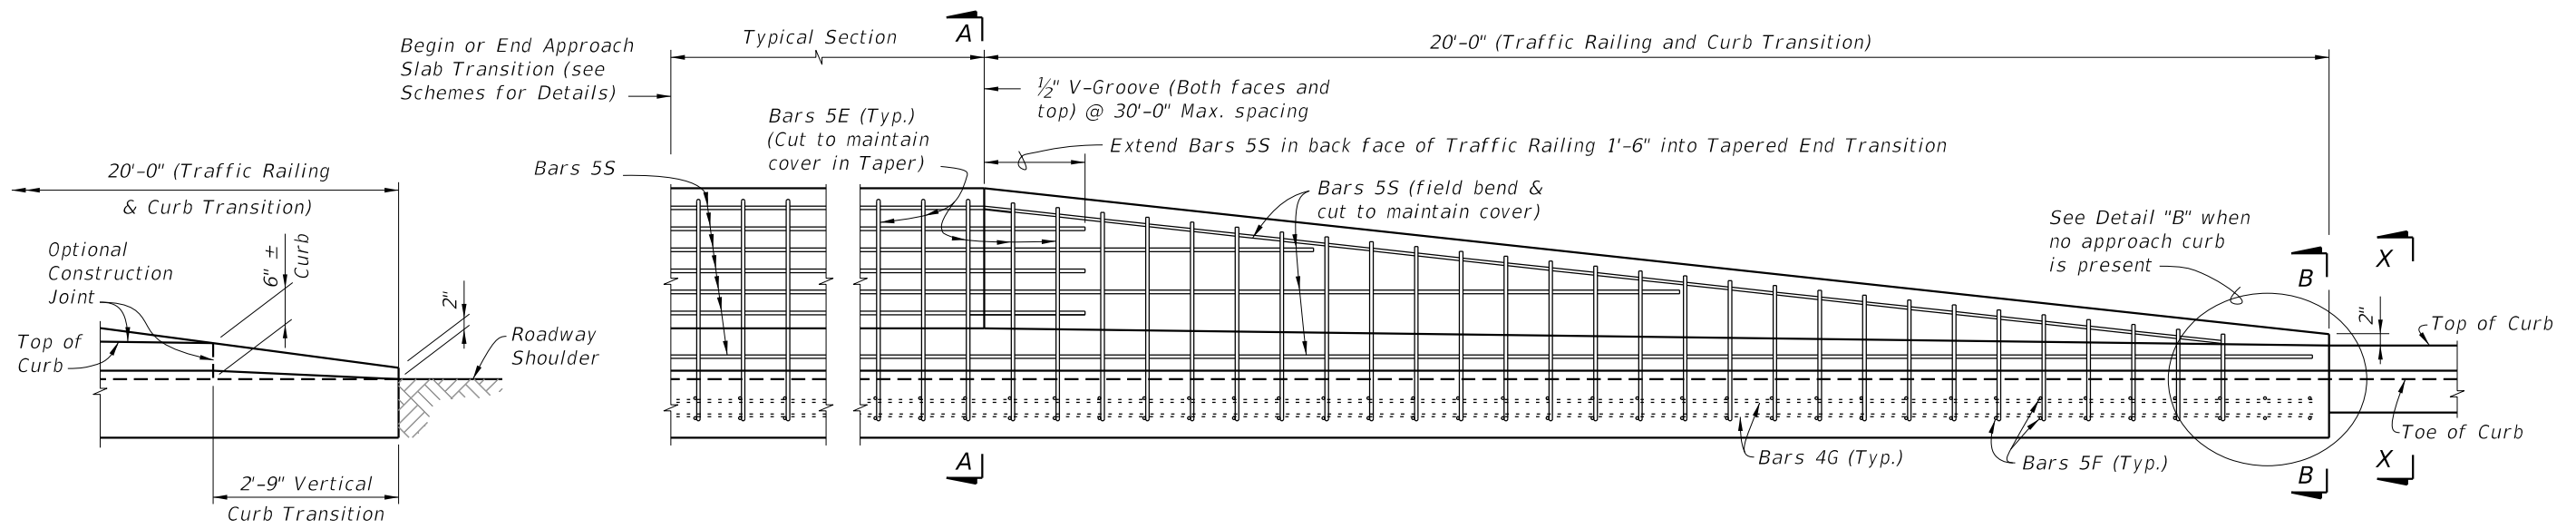 20'-0" (Traffic Railing
& Curb Transition)
Optional
Construction
Joint
6" ±
Curb
2"
Top of
Curb
Roadway
Shoulder
2'-9" Vertical
Curb Transition
Begin or End Approach
Slab Transition (see
Schemes for Details)
Typical Section
A
20'-0" (Traffic Railing and Curb Transition)
½" V-Groove (Both faces and
top) @ 30'-0" Max. spacing
Bars 5E (Typ.)
(Cut to maintain
cover in Taper)
Bars 5S
Extend Bars 5S in back face of Traffic Railing 1'-6" into Tapered End Transition
Bars 5S (field bend &
cut to maintain cover)
See Detail "B" when
no approach curb
is present
B
X
2"
Top of Curb
Toe of Curb
A
Bars 4G (Typ.)
Bars 5F (Typ.)
B
X